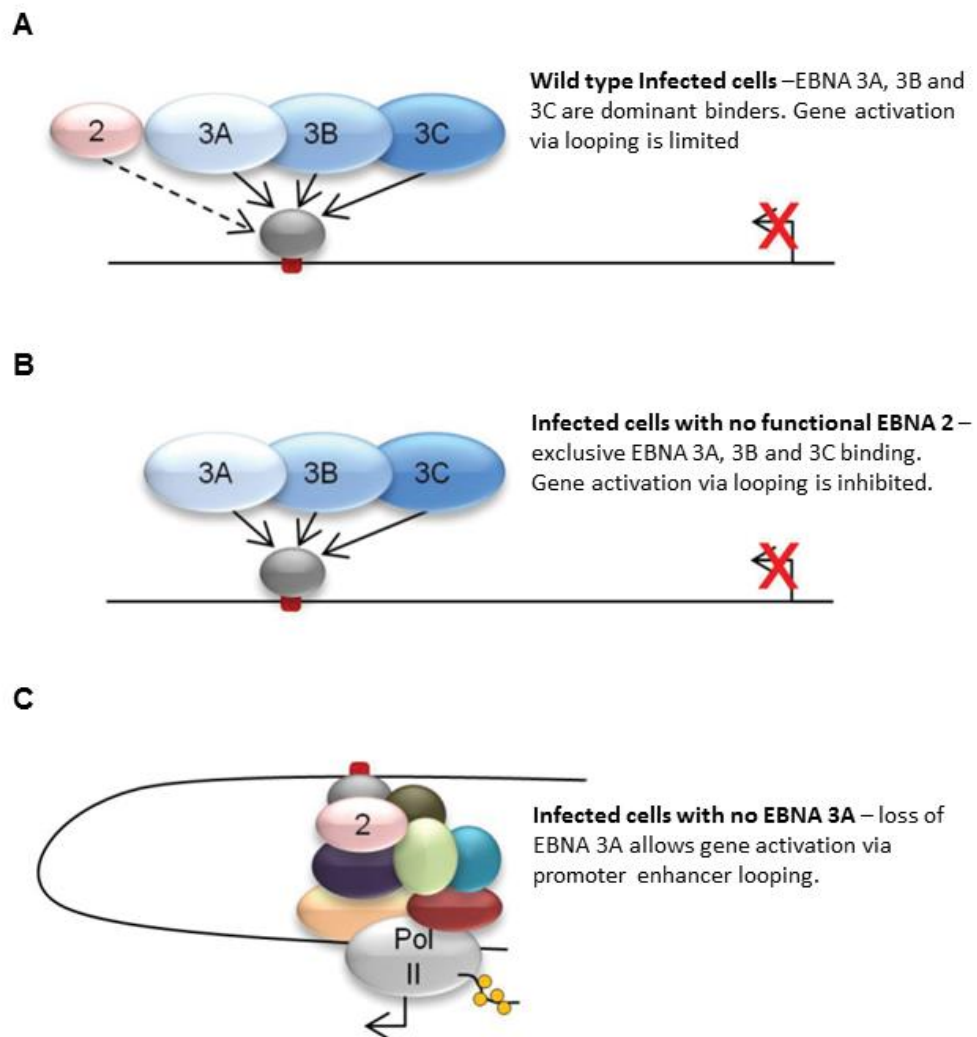 A
Wild type Infected cells –EBNA 3A, 3B and
3C are dominant binders. Gene activation
via looping is limited
2
3A
3B
3C
X
B
Infected cells with no functional EBNA 2 –
exclusive EBNA 3A, 3B and 3C binding.
Gene activation via looping is inhibited.
3A
3B
3C
X
C
Infected cells with no EBNA 3A – loss of
EBNA 3A allows gene activation via
promoter enhancer looping.
2
Pol
II